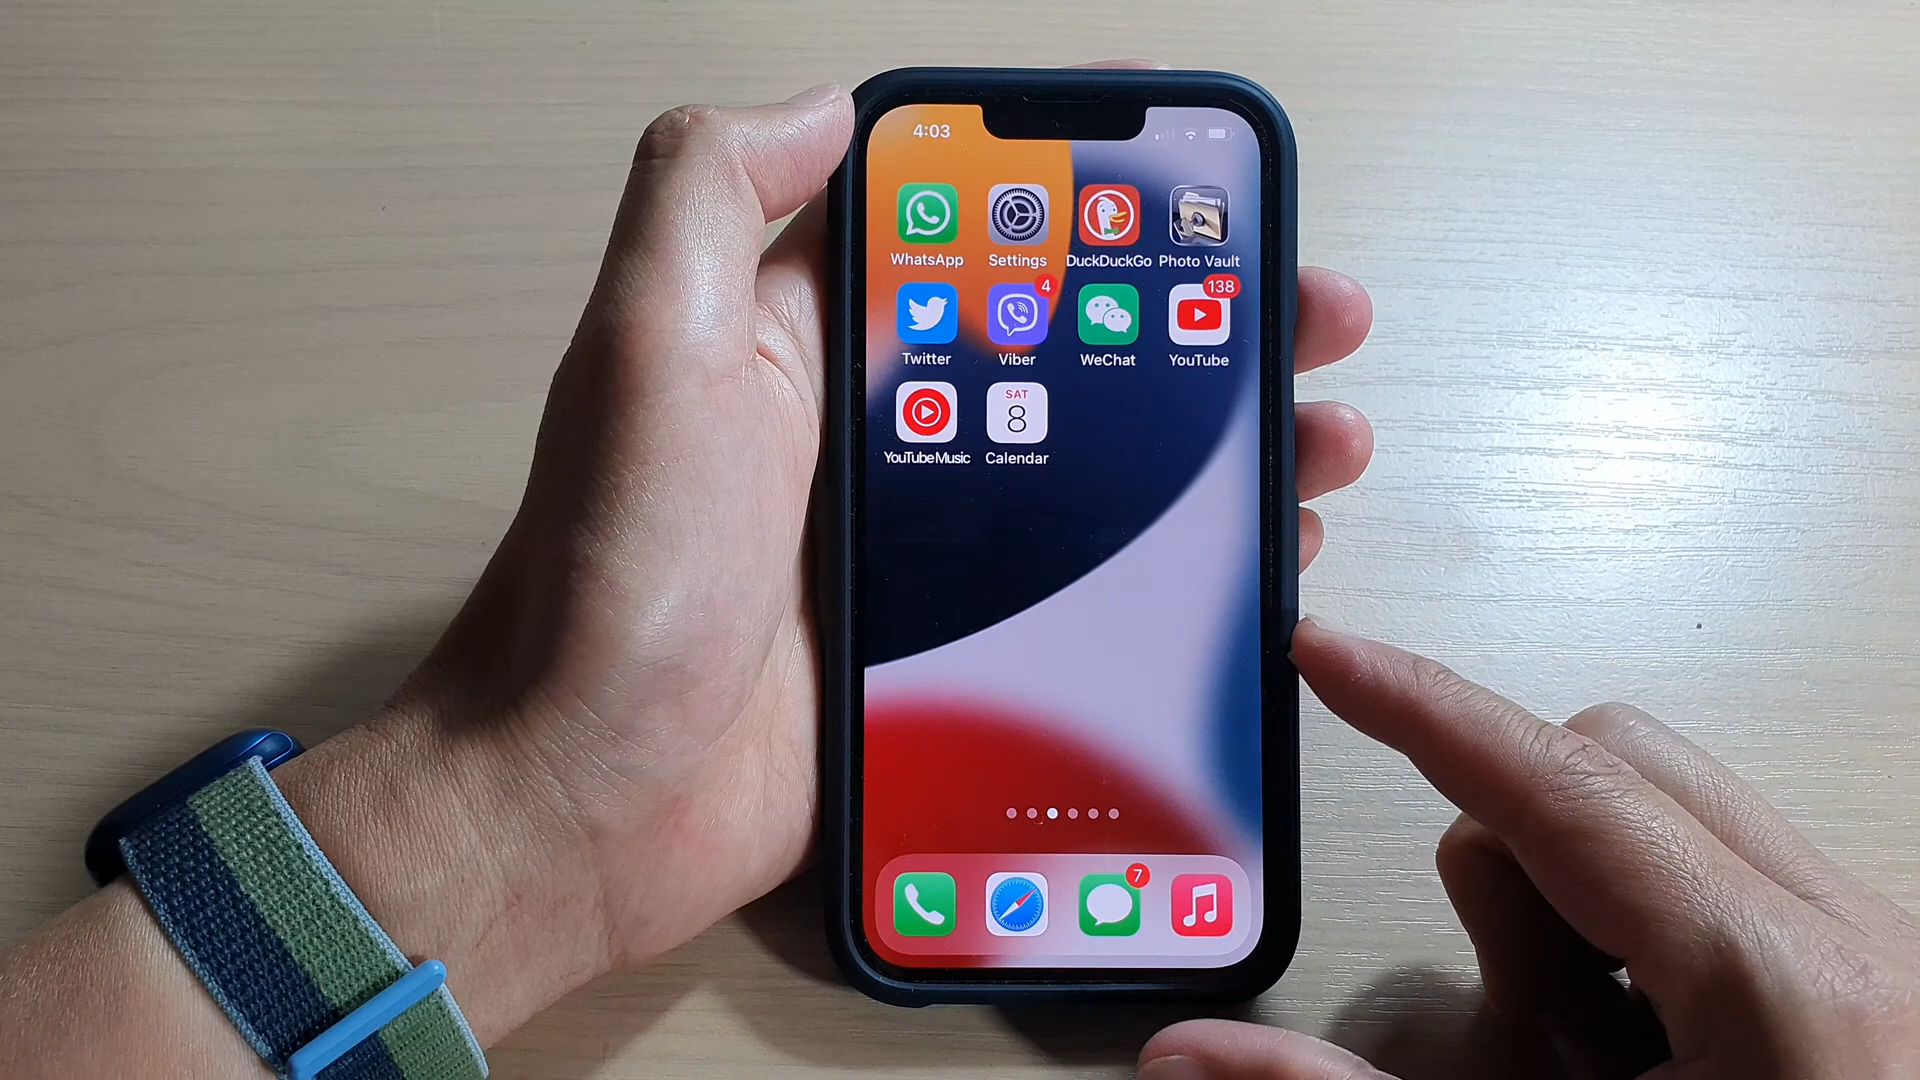 4:03
WhatsApp Settings DuckDuckGo Photo Vault
4 138
Twitter Viber WeChat YouTube
SAT
8
YouTube Music Calendar
7